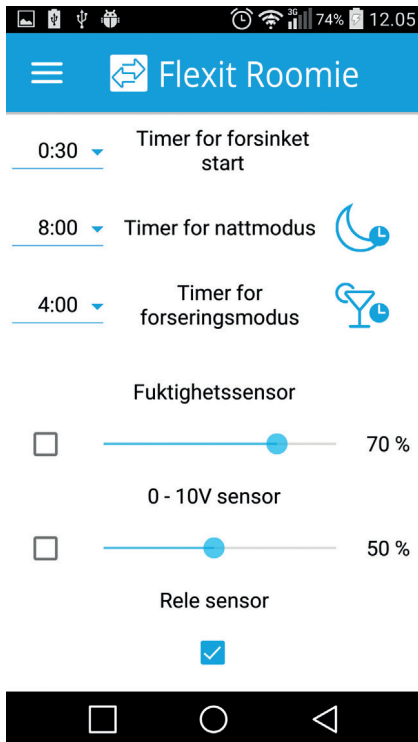 3G 74% 12.05
Flexit Roomie
0:30 Timer for forsinket
start
8:00 Timer for nattmodus
4:00 Timer for
forseringsmodus
Fuktighetssensor
70 %
0 - 10V sensor
50 %
Rele sensor